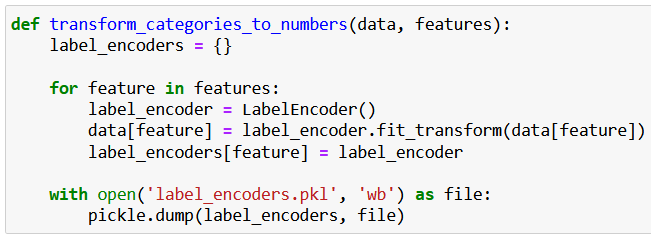 def transform_categories_to_numbers(data, features):
    label_encoders = {}

    for feature in features:
        label_encoder = LabelEncoder()
        data[feature] = label_encoder.fit_transform(data[feature])
        label_encoders[feature] = label_encoder

    with open('label_encoders.pkl', 'wb') as file:
        pickle.dump(label_encoders, file)